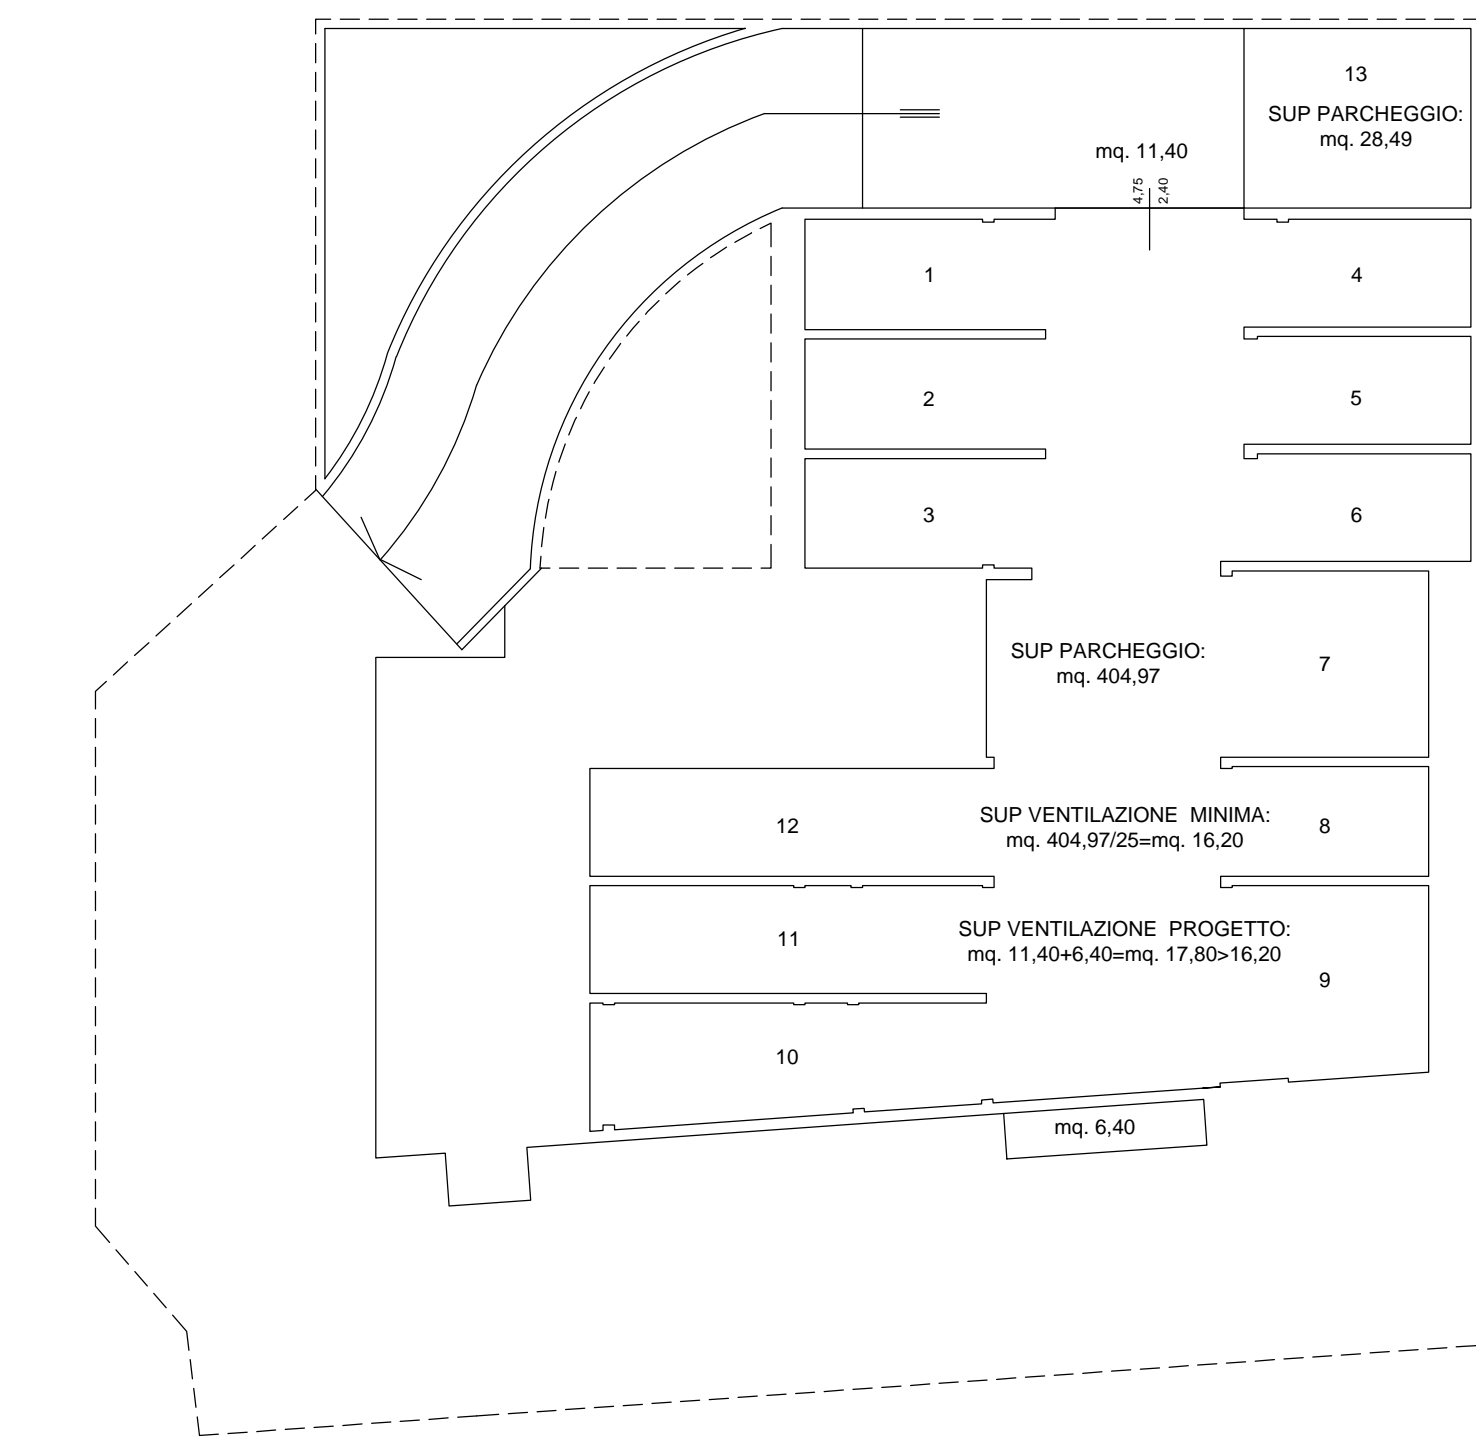 13
SUP PARCHEGGIO:
mq. 28,49
mq. 11,40
4,75
2,40
1
4
2
5
3
6
SUP PARCHEGGIO:
mq. 404,97
7
12
SUP VENTILAZIONE MINIMA:
mq. 404,97/25=mq. 16,20
8
11
SUP VENTILAZIONE PROGETTO:
mq. 11,40+6,40=mq. 17,80>16,20
9
10
mq. 6,40